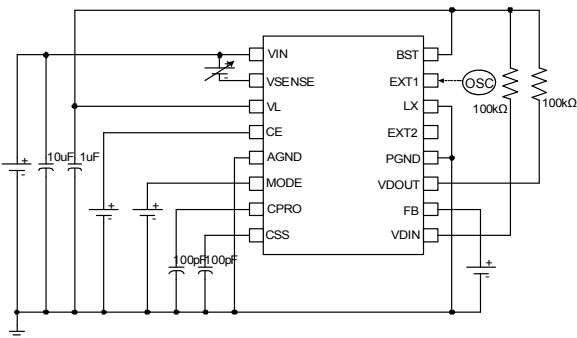 VIN
VSENSE
VL
CE
AGND
MODE
CPRO
CSS
BST
EXT1
LX
EXT2
PGND
VDOUT
FB
VDIN
OSC
100kΩ
100kΩ
10uF
1uF
100pF
100pF
+
-
+
-
+
-
+
-
+
-